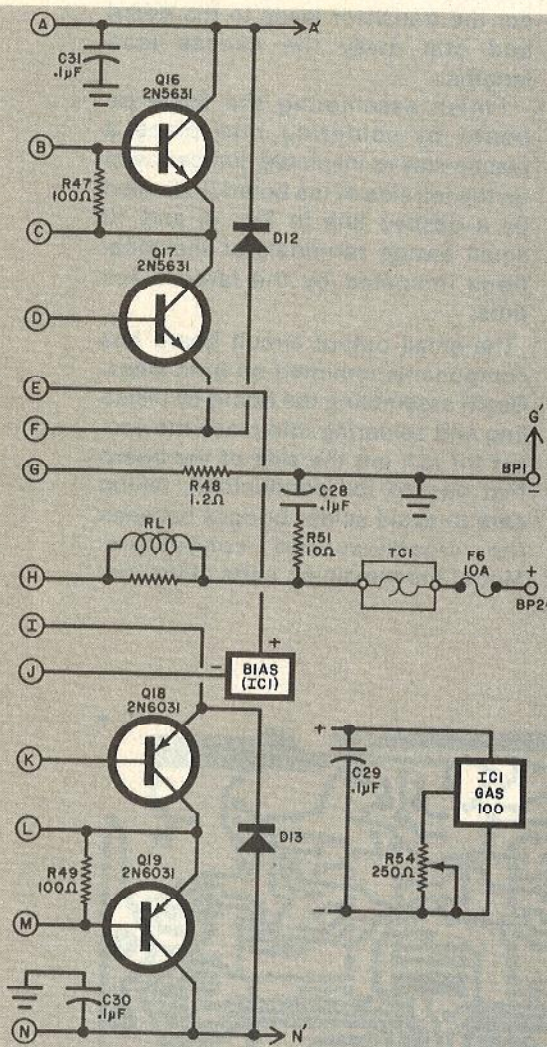 A
A'
C31
.1μF
Q16
2N5631
B
R47
100Ω
D12
C
Q17
2N5631
D
E
F
G'
G
BP1
−
R48
1.2Ω
C28
.1μF
RL1
R51
10Ω
TC1
F6
10A
H
+
BP2
I
+
J
−
BIAS
(IC1)
Q18
2N6031
+
K
C29
.1μF
IC1
GAS
100
D13
L
R54
250Ω
R49
100Ω
Q19
2N6031
M
−
C30
.1μF
N
N'